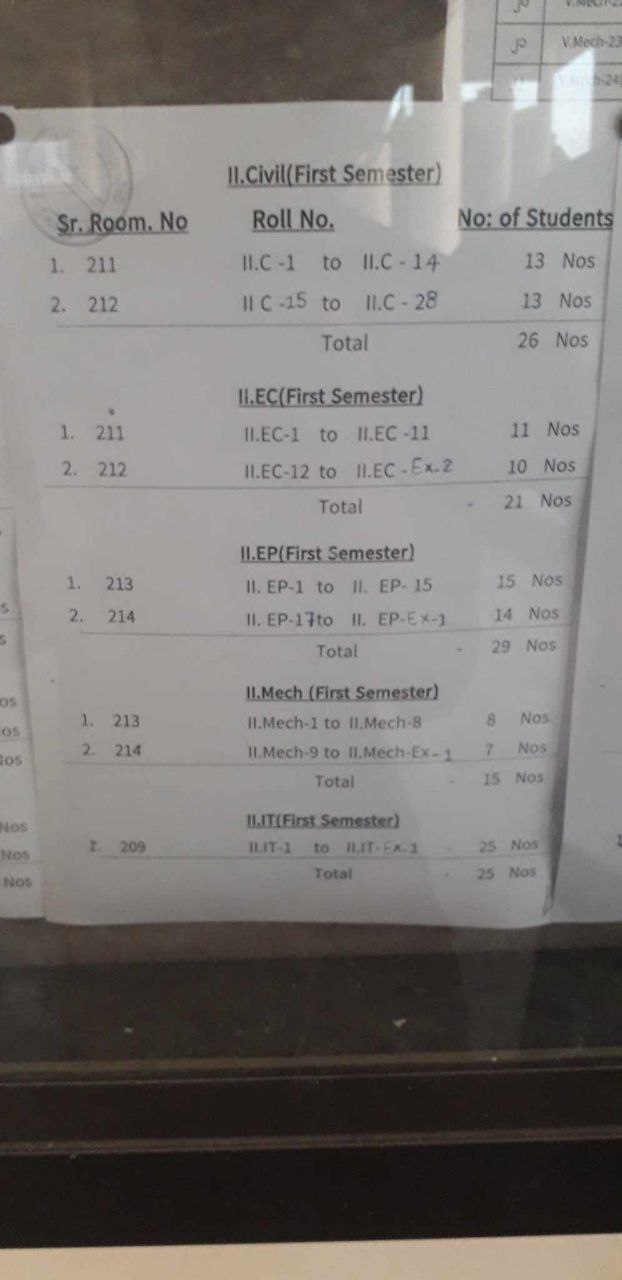 V.Mech-23
II.Civil(First Semester)
Sr. Room. No Roll No. No: of Students
1. 211 II.C -1 to II.C - 14 13 Nos
2. 212 II C -15 to II.C - 28 13 Nos
Total 26 Nos
II.EC(First Semester)
1. 211 II.EC-1 to II.EC -11 11 Nos
2. 212 II.EC-12 to II.EC - Ex-2 10 Nos
Total - 21 Nos
II.EP(First Semester)
1. 213 II. EP-1 to II. EP- 15 15 Nos
2. 214 II. EP-17to II. EP-Ex-1 14 Nos
Total - 29 Nos
II.Mech (First Semester)
1. 213 II.Mech-1 to II.Mech-8 8 Nos
2. 214 II.Mech-9 to II.Mech-Ex-1 7 Nos
Total - 15 Nos
II.IT(First Semester)
1. 209 II.IT-1 to II.IT-Ex-1 - 25 Nos
Total - 25 Nos
Nos
Nos
Nos